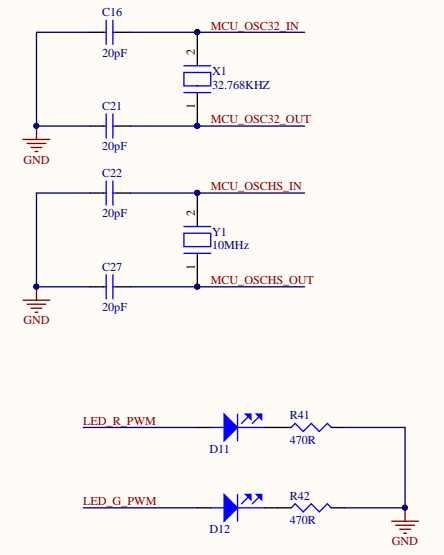 C16
MCU_OSC32_IN
20pF
2
X1
32.768KHZ
1
C21
MCU_OSC32_OUT
20pF
GND
C22
MCU_OSCHS_IN
20pF
2
Y1
10MHz
1
C27
MCU_OSCHS_OUT
20pF
GND
LED_R_PWM
R41
D11
470R
LED_G_PWM
R42
D12
470R
GND